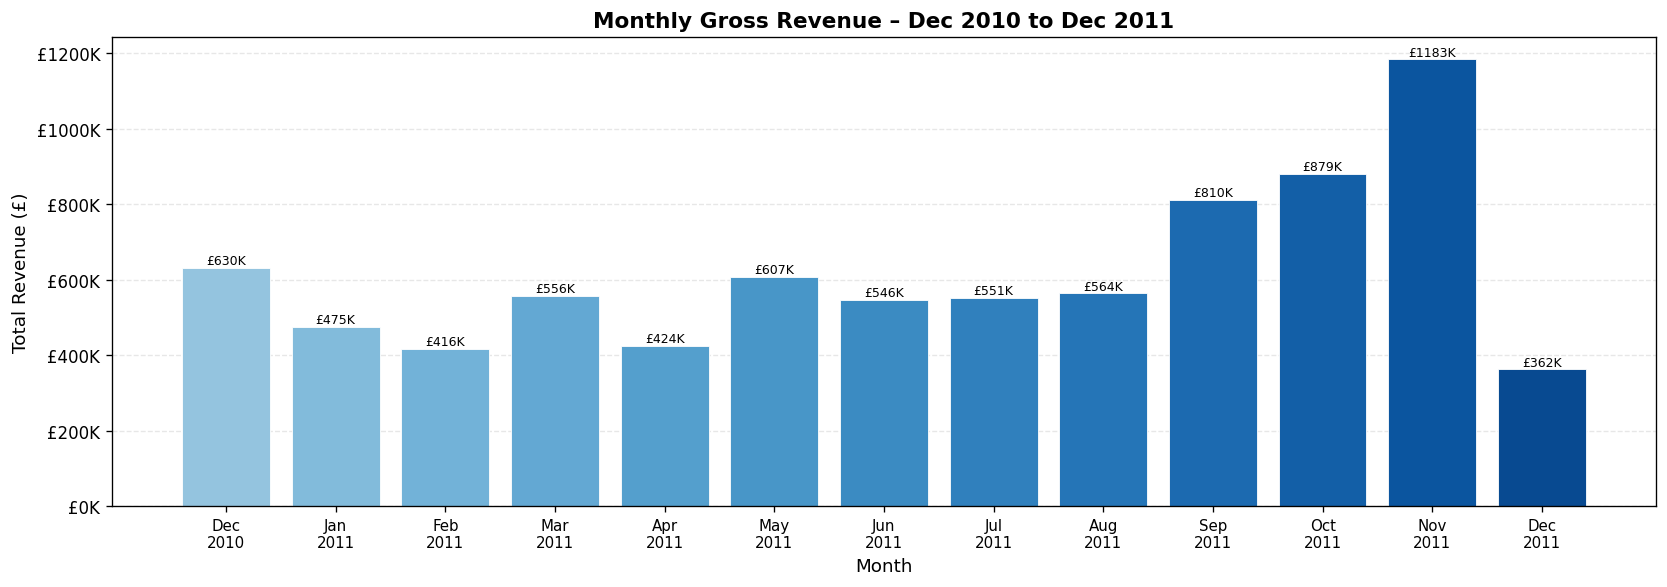 Monthly Gross Revenue – Dec 2010 to Dec 2011
Total Revenue (£)
£1200K
£1000K
£800K
£600K
£400K
£200K
£0K
£630K
£475K
£416K
£556K
£424K
£607K
£546K
£551K
£564K
£810K
£879K
£1183K
£362K
Dec
2010
Jan
2011
Feb
2011
Mar
2011
Apr
2011
May
2011
Jun
2011
Jul
2011
Aug
2011
Sep
2011
Oct
2011
Nov
2011
Dec
2011
Month